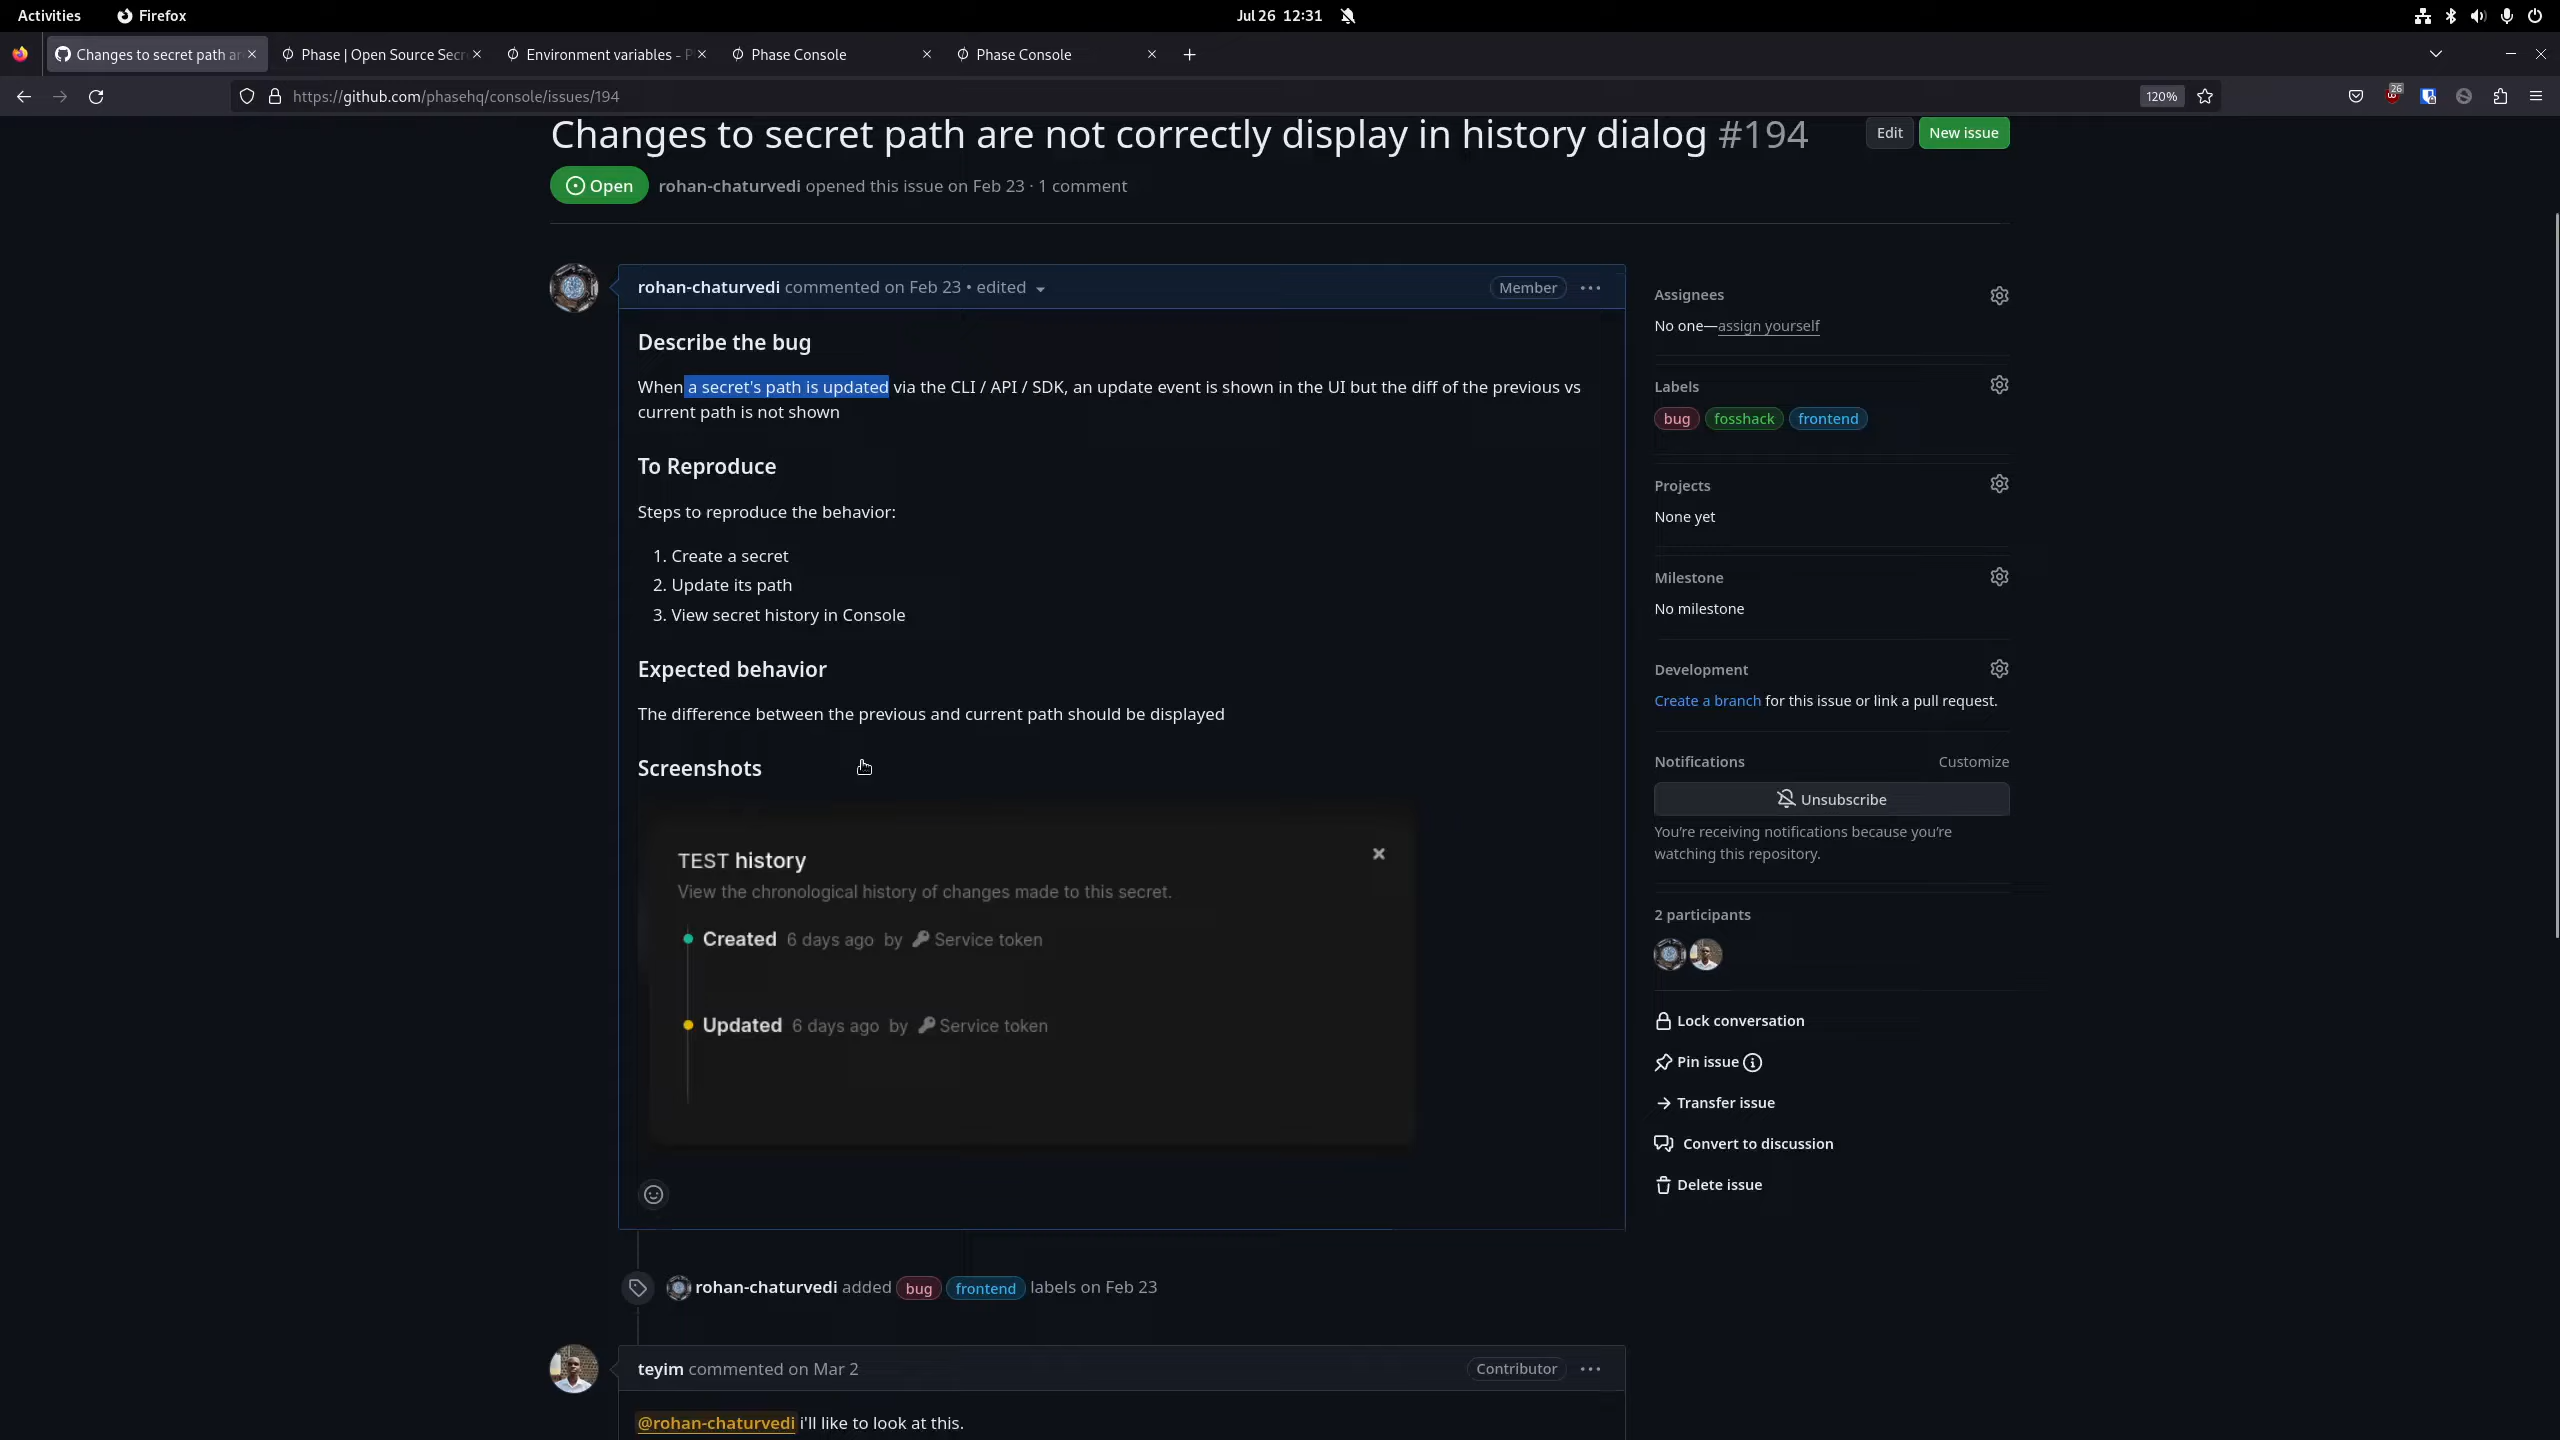 Activities
Firefox
Jul 26 12:31
Changes to secret path ar
Phase | Open Source Secr
Environment variables - P
Phase Console
Phase Console
https://github.com/phasehq/console/issues/194
120%
26
Changes to secret path are not correctly display in history dialog #194
Edit
New issue
Open
rohan-chaturvedi opened this issue on Feb 23 · 1 comment
rohan-chaturvedi commented on Feb 23 • edited
Member
Describe the bug
When a secret's path is updated via the CLI / API / SDK, an update event is shown in the UI but the diff of the previous vs
current path is not shown
To Reproduce
Steps to reproduce the behavior:
1. Create a secret
2. Update its path
3. View secret history in Console
Expected behavior
The difference between the previous and current path should be displayed
Screenshots
TEST history
View the chronological history of changes made to this secret.
Created 6 days ago by Service token
Updated 6 days ago by Service token
rohan-chaturvedi added bug frontend labels on Feb 23
teyim commented on Mar 2
Contributor
@rohan-chaturvedi i'll like to look at this.
Assignees
No one—assign yourself
Labels
bug fosshack frontend
Projects
None yet
Milestone
No milestone
Development
Create a branch for this issue or link a pull request.
Notifications
Customize
Unsubscribe
You're receiving notifications because you're
watching this repository.
2 participants
Lock conversation
Pin issue
Transfer issue
Convert to discussion
Delete issue